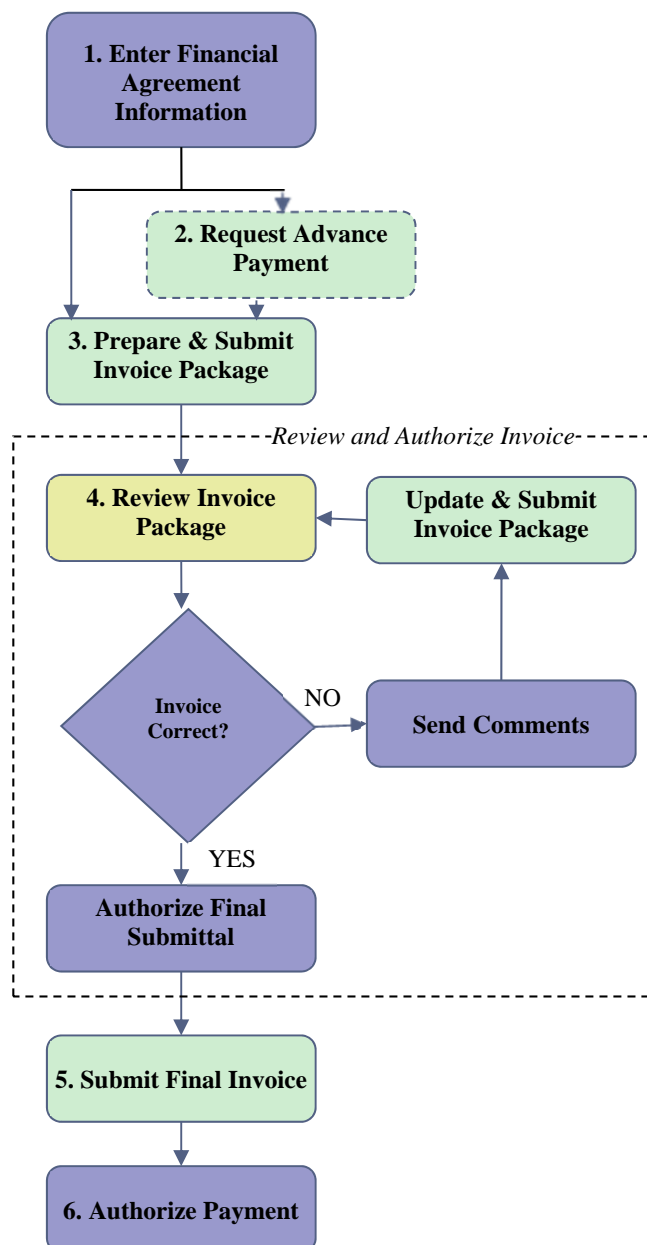 1. Enter Financial
Agreement
Information
2. Request Advance
Payment
3. Prepare & Submit
Invoice Package
Review and Authorize Invoice
4. Review Invoice
Package
Update & Submit
Invoice Package
Invoice
Correct?
NO
Send Comments
YES
Authorize Final
Submittal
5. Submit Final Invoice
6. Authorize Payment